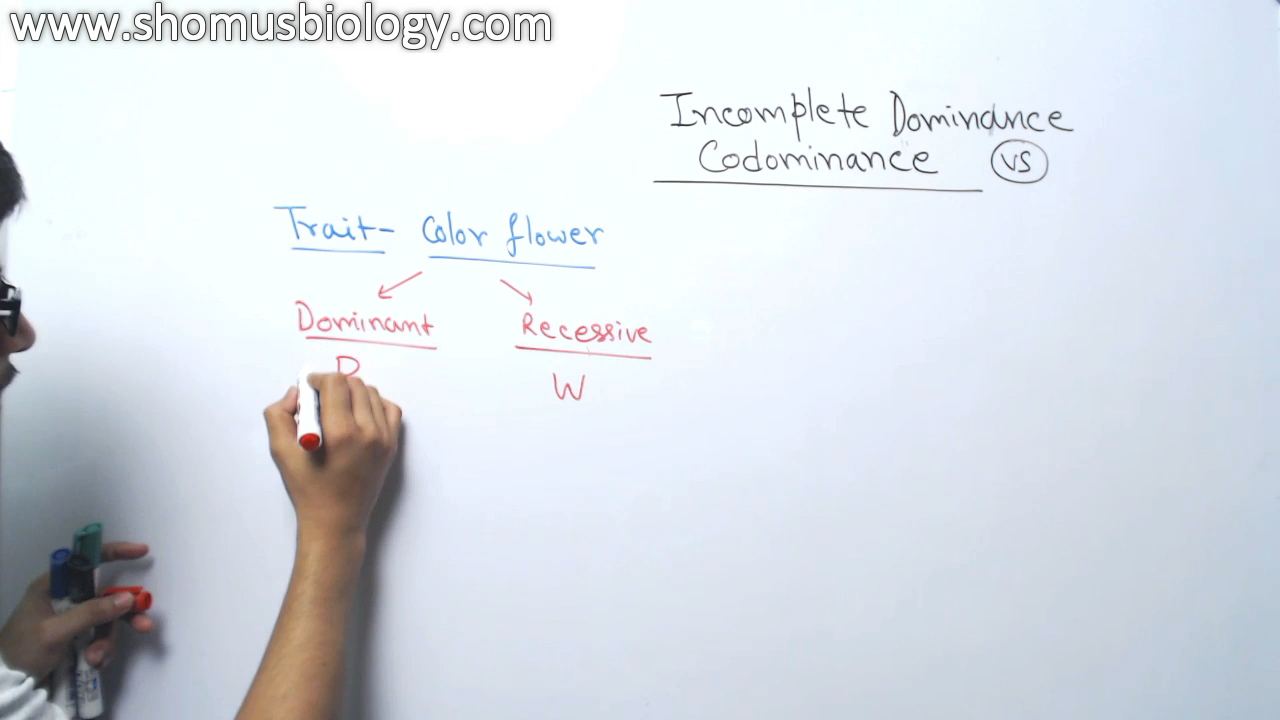 www.shomusbiology.com
Incomplete Dominance
Codominance VS
Trait- Color flower
Dominant Recessive
W